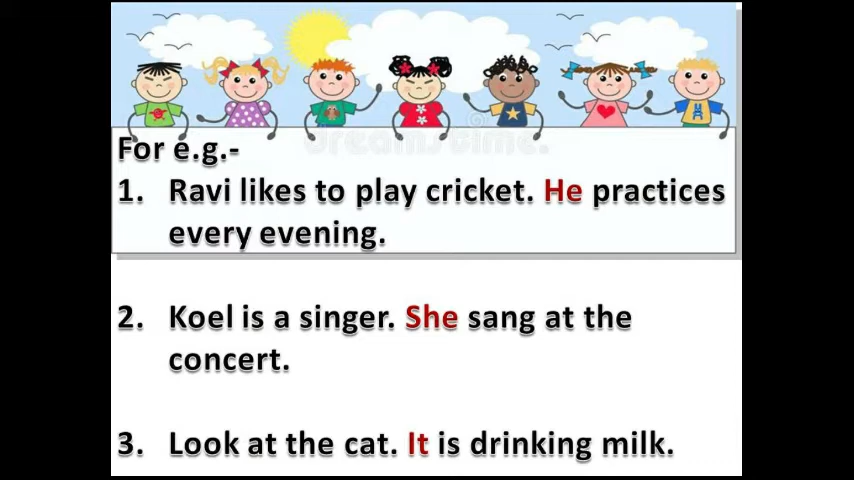 dreamstime.
For e.g.-
1. Ravi likes to play cricket. He practices
every evening.
2. Koel is a singer. She sang at the
concert.
3. Look at the cat. It is drinking milk.